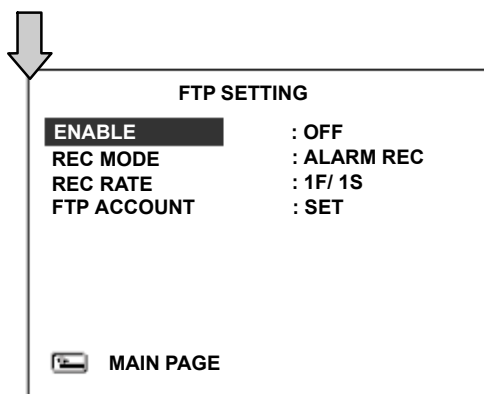 FTP SETTING
ENABLE : OFF
REC MODE : ALARM REC
REC RATE : 1F/ 1S
FTP ACCOUNT : SET
MAIN PAGE